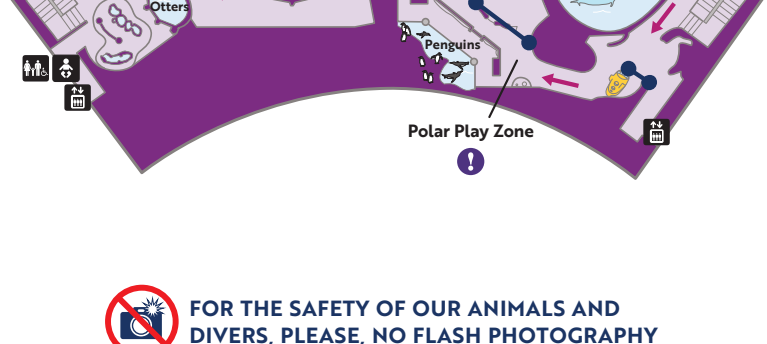 Otters
Penguins
Polar Play Zone
!
FOR THE SAFETY OF OUR ANIMALS AND
DIVERS, PLEASE, NO FLASH PHOTOGRAPHY